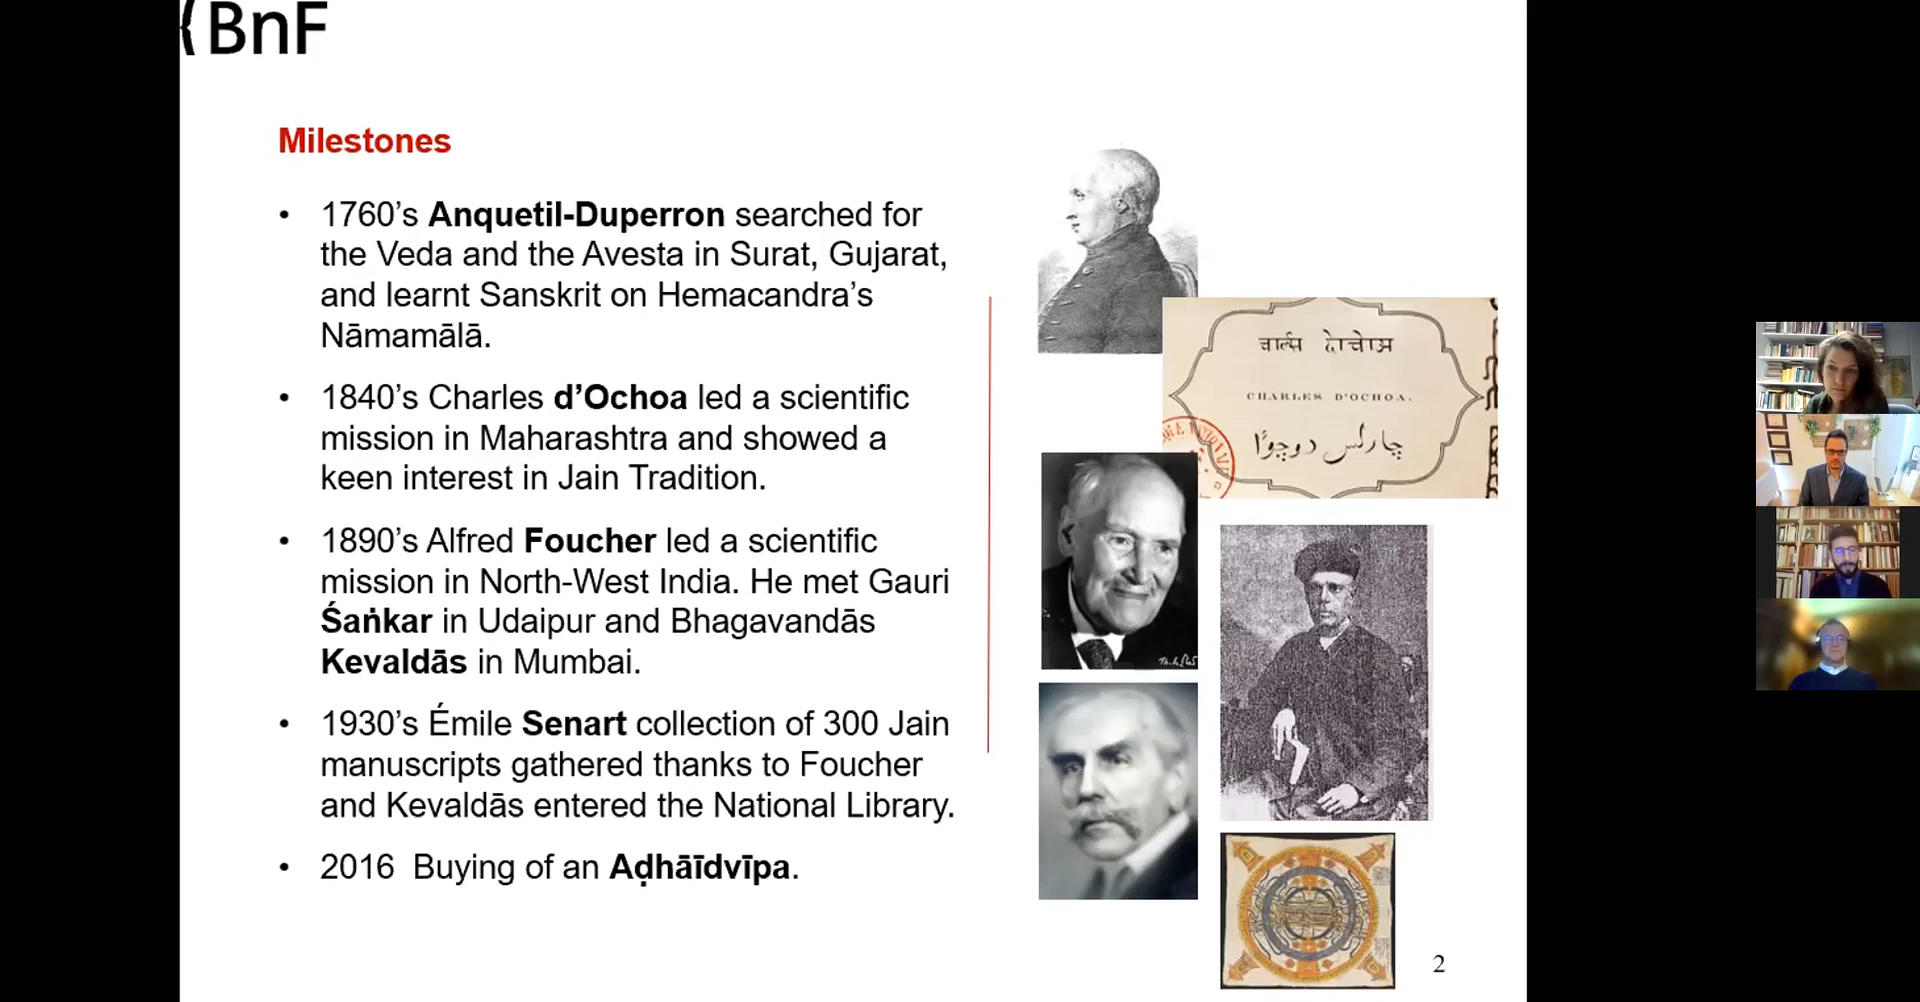 {BnF
Milestones
• 1760’s Anquetil-Duperron searched for
the Veda and the Avesta in Surat, Gujarat,
and learnt Sanskrit on Hemacandra’s
Nāmamālā.
• 1840’s Charles d’Ochoa led a scientific
mission in Maharashtra and showed a
keen interest in Jain Tradition.
• 1890’s Alfred Foucher led a scientific
mission in North-West India. He met Gauri
Śaṅkar in Udaipur and Bhagavandās
Kevaldās in Mumbai.
• 1930’s Émile Senart collection of 300 Jain
manuscripts gathered thanks to Foucher
and Kevaldās entered the National Library.
• 2016 Buying of an Aḍhāīdvīpa.
CHARLES D'OCHOA.
چارلس دوچوٱا
2